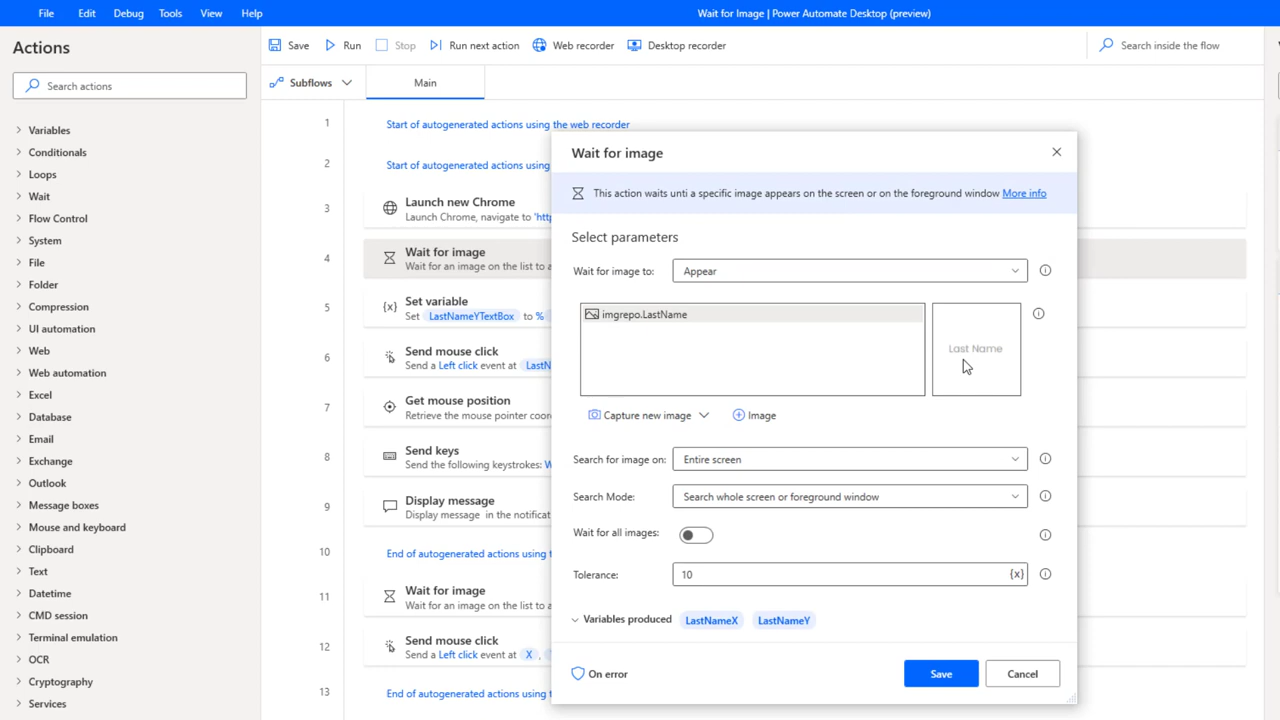 File Edit Debug Tools View Help
Wait for Image | Power Automate Desktop (preview)
Actions
Search actions
Variables
Conditionals
Loops
Wait
Flow Control
System
File
Folder
Compression
UI automation
Web
Web automation
Excel
Database
Email
Exchange
Outlook
Message boxes
Mouse and keyboard
Clipboard
Text
Datetime
CMD session
Terminal emulation
OCR
Cryptography
Services
Save Run Stop Run next action Web recorder Desktop recorder
Search inside the flow
Subflows Main
1 Start of autogenerated actions using the web recorder
2 Start of autogenerated actions using
3 Launch new Chrome
Launch Chrome, navigate to 'http
4 Wait for image
Wait for an image on the list to a
5 {x} Set variable
Set LastNameYTextBox to %
6 Send mouse click
Send a Left click event at LastN
7 Get mouse position
Retrieve the mouse pointer coor
8 Send keys
Send the following keystrokes: W
9 Display message
Display message in the notificat
10 End of autogenerated actions using t
11 Wait for image
Wait for an image on the list to a
12 Send mouse click
Send a Left click event at X ,
13 End of autogenerated actions using t
Wait for image
This action waits unti a specific image appears on the screen or on the foreground window More info
Select parameters
Wait for image to: Appear
imgrepo.LastName
Last Name
Capture new image Image
Search for image on: Entire screen
Search Mode: Search whole screen or foreground window
Wait for all images:
Tolerance: 10 {x}
Variables produced LastNameX LastNameY
On error Save Cancel